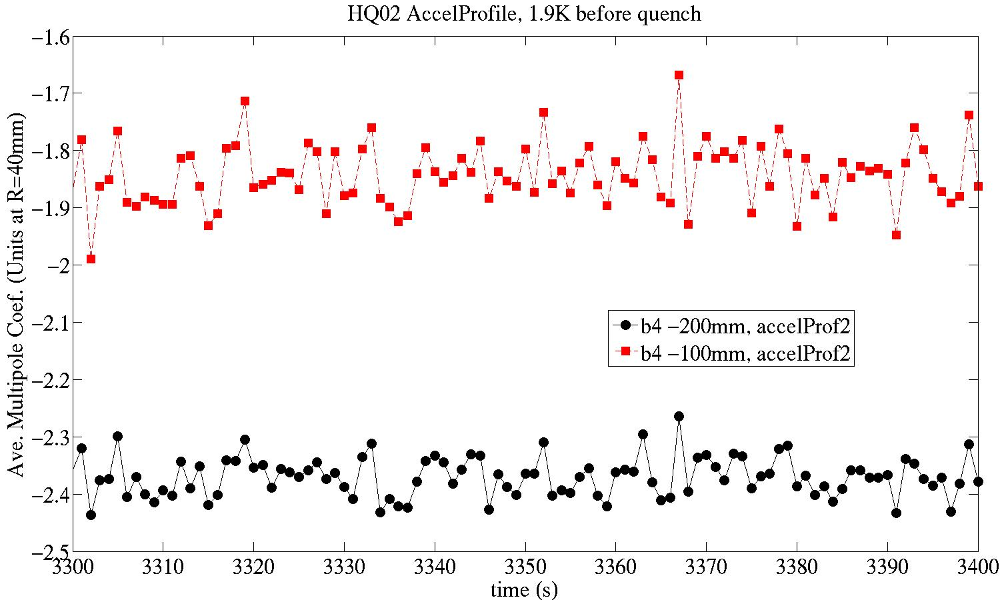 HQ02 AccelProfile, 1.9K before quench
Ave. Multipole Coef. (Units at R=40mm)
−1.6
−1.7
−1.8
−1.9
−2
−2.1
−2.2
−2.3
−2.4
−2.5
b4 −200mm, accelProf2
b4 −100mm, accelProf2
3300 3310 3320 3330 3340 3350 3360 3370 3380 3390 3400
time (s)